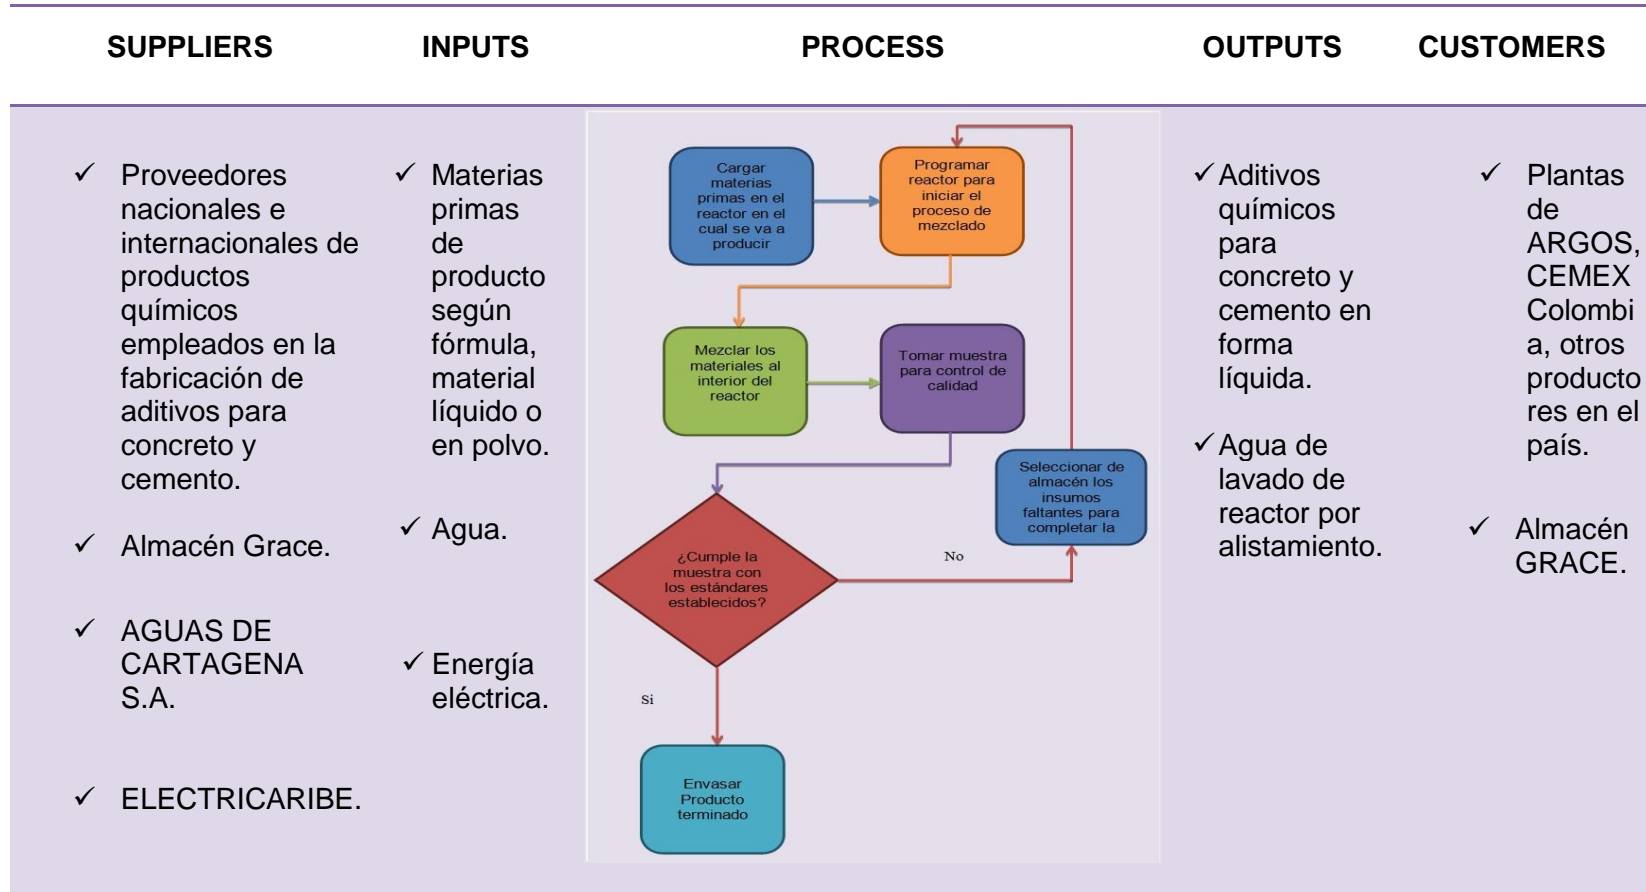 SUPPLIERS INPUTS PROCESS OUTPUTS CUSTOMERS
✓ Proveedores
nacionales e
internacionales de
productos
químicos
empleados en la
fabricación de
aditivos para
concreto y
cemento.
✓ Almacén Grace.
✓ AGUAS DE
CARTAGENA
S.A.
✓ ELECTRICARIBE.
✓ Materias
primas
de
producto
según
fórmula,
material
líquido o
en polvo.
✓ Agua.
✓ Energía
eléctrica.
Cargar
materias
primas en el
reactor en el
cual se va a
producir
Programar
reactor para
iniciar el
proceso de
mezclado
Mezclar los
materiales al
interior del
reactor
Tomar muestra
para control de
calidad
Seleccionar de
almacén los
insumos
faltantes para
completar la
¿Cumple la
muestra con
los estándares
establecidos?
No
Si
Envasar
Producto
terminado
✓ Aditivos
químicos
para
concreto y
cemento en
forma
líquida.
✓ Agua de
lavado de
reactor por
alistamiento.
✓ Plantas
de
ARGOS,
CEMEX
Colombi
a, otros
producto
res en el
país.
✓ Almacén
GRACE.